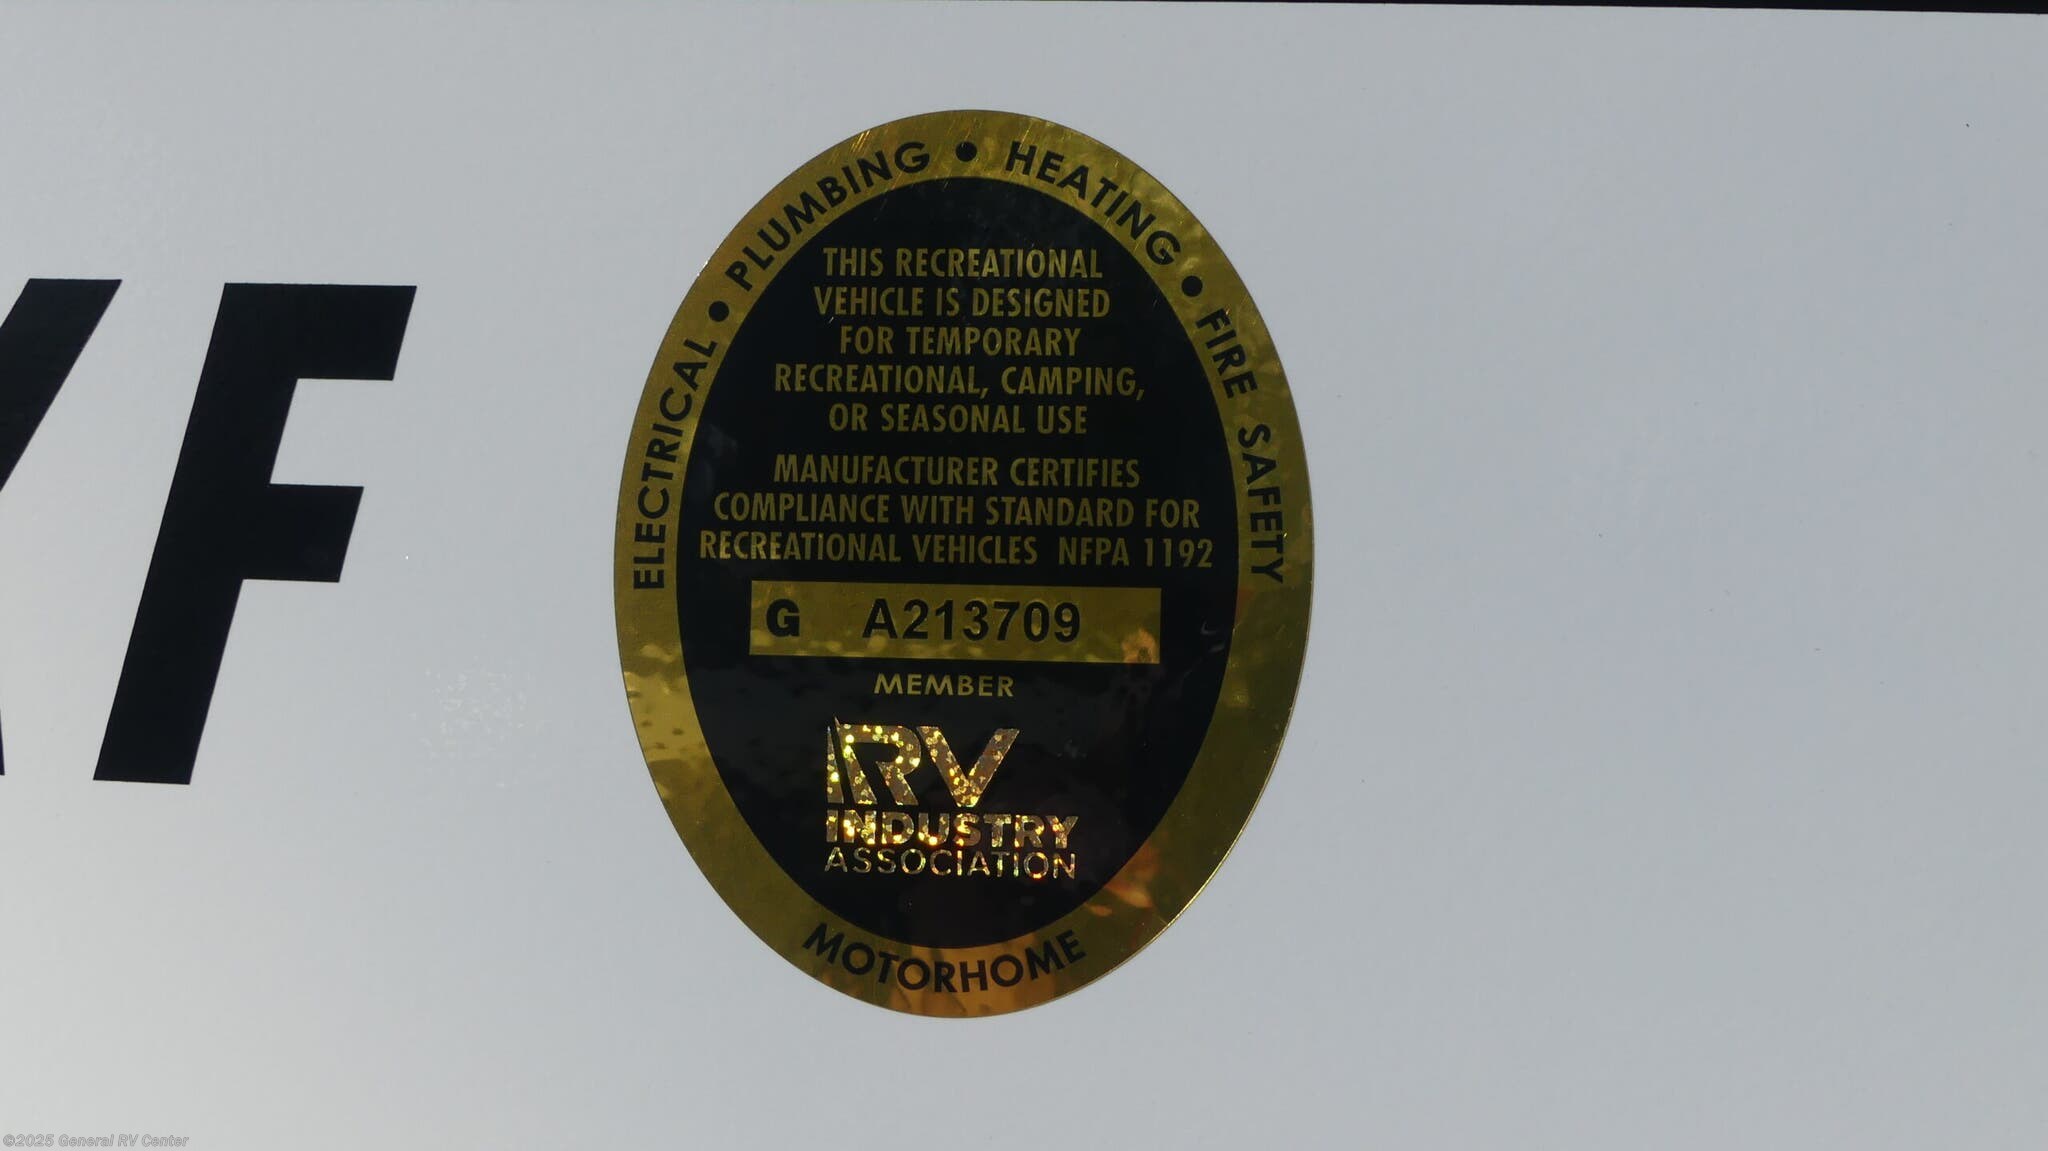 ELECTRICAL • PLUMBING • HEATING • FIRE SAFETY
THIS RECREATIONAL
VEHICLE IS DESIGNED
FOR TEMPORARY
RECREATIONAL, CAMPING,
OR SEASONAL USE
MANUFACTURER CERTIFIES
COMPLIANCE WITH STANDARD FOR
RECREATIONAL VEHICLES NFPA 1192
G A213709
MEMBER
RV
INDUSTRY
ASSOCIATION
MOTORHOME
F
©2025 General RV Center